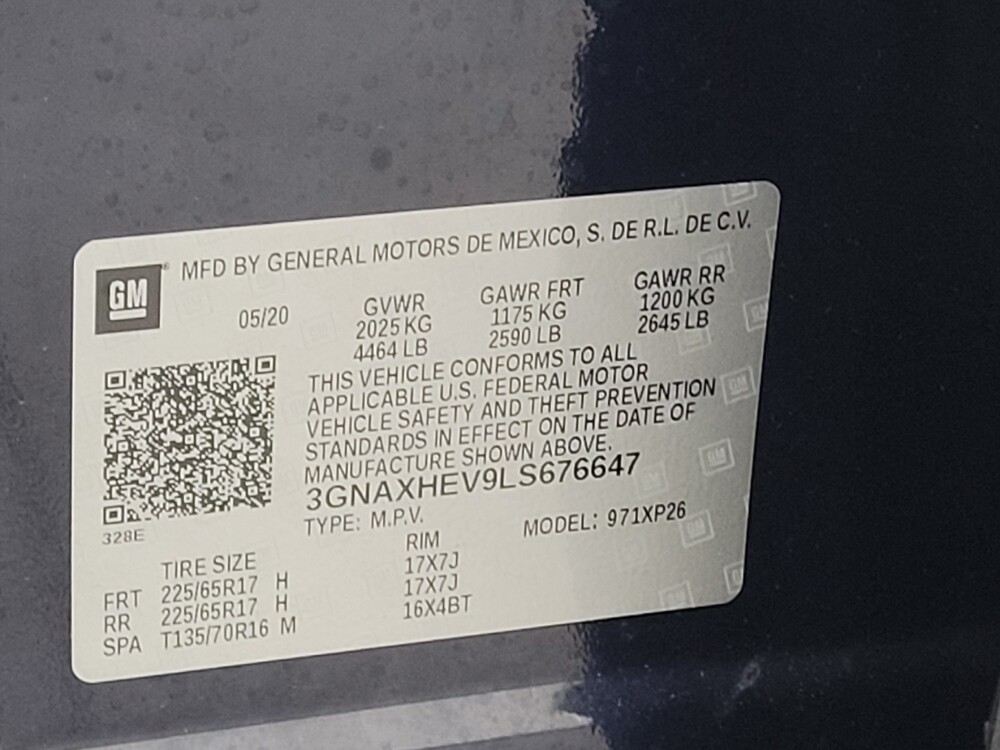 MFD BY GENERAL MOTORS DE MEXICO, S. DE R.L. DE C.V.
GM
05/20 GVWR GAWR FRT GAWR RR
2025 KG 1175 KG 1200 KG
4464 LB 2590 LB 2645 LB
THIS VEHICLE CONFORMS TO ALL
APPLICABLE U.S. FEDERAL MOTOR
VEHICLE SAFETY AND THEFT PREVENTION
STANDARDS IN EFFECT ON THE DATE OF
MANUFACTURE SHOWN ABOVE.
3GNAXHEV9LS676647
TYPE: M.P.V. MODEL: 971XP26
328E
TIRE SIZE RIM
FRT 225/65R17 H 17X7J
RR 225/65R17 H 17X7J
SPA T135/70R16 M 16X4BT